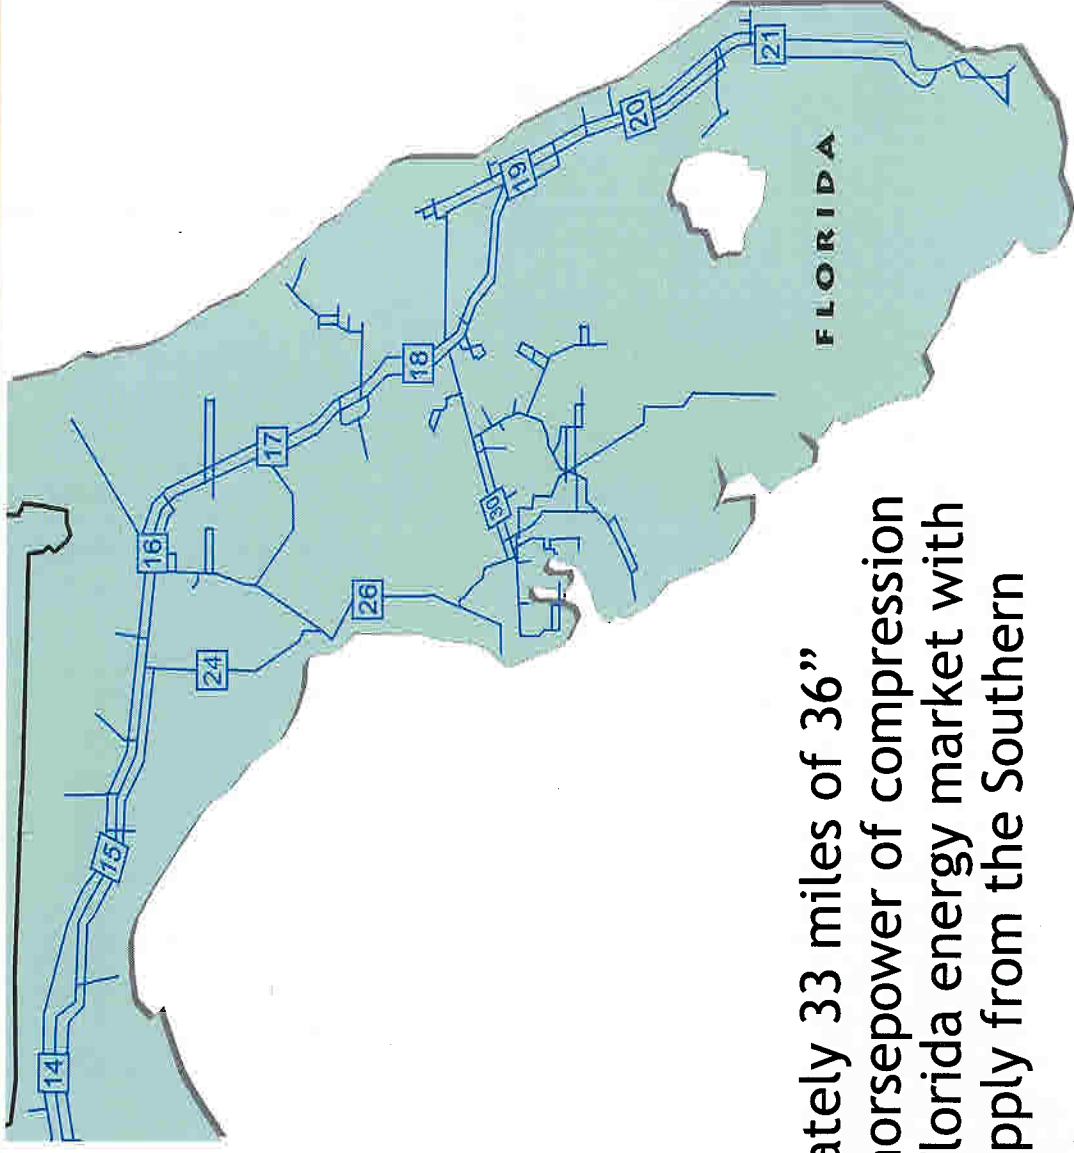 14
15
16
17
18
19
20
21
24
26
30
FLORIDA
ately 33 miles of 36”
horsepower of compression
lorida energy market with
pply from the Southern